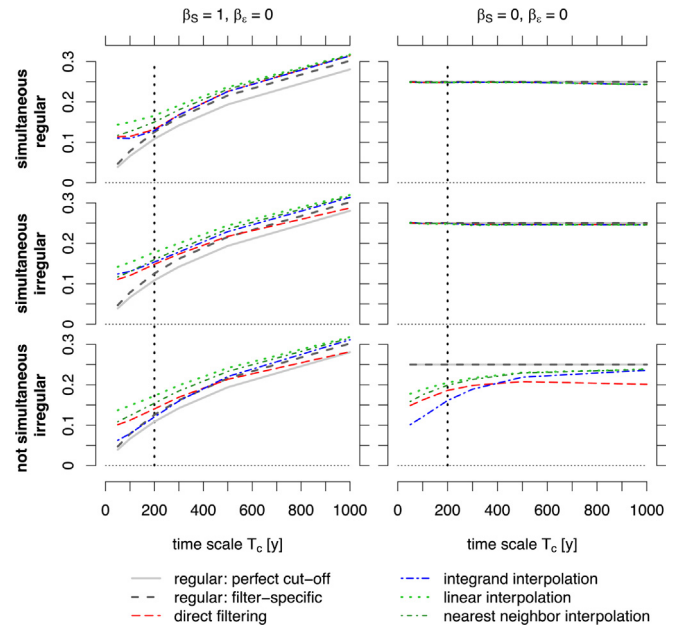 βS = 1, βε = 0
βS = 0, βε = 0
simultaneous
regular
0 0.1 0.2 0.3
simultaneous
irregular
0 0.1 0.2 0.3
not simultaneous
irregular
0 0.1 0.2 0.3
0 200 400 600 800 1000
0 200 400 600 800 1000
time scale Tc [y]
time scale Tc [y]
regular: perfect cut−off
regular: filter−specific
direct filtering
integrand interpolation
linear interpolation
nearest neighbor interpolation